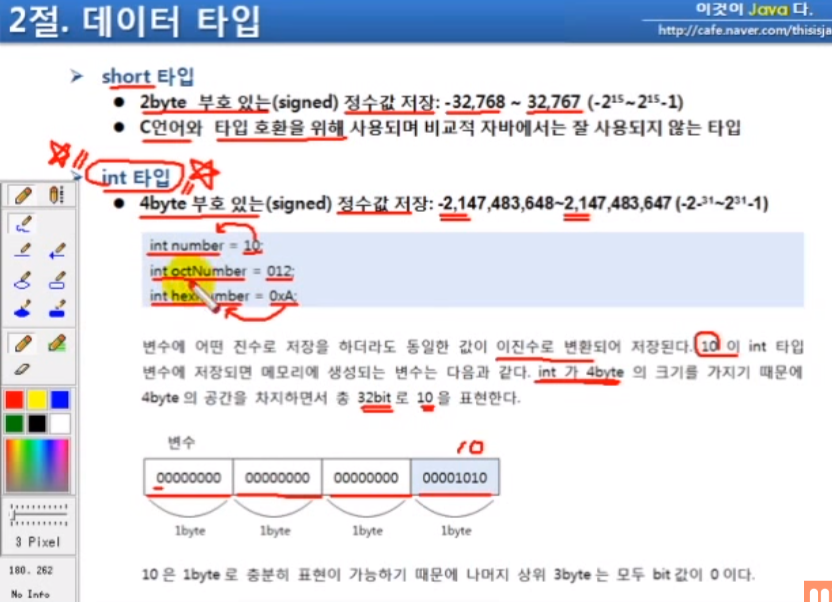 2절. 데이터 타입
이것이 Java 다.
http://cafe.naver.com/thisisja
short 타입
2byte 부호 있는(signed) 정수값 저장: -32,768 ~ 32,767 (-2¹⁵~2¹⁵-1)
C언어와 타입 호환을 위해 사용되며 비교적 자바에서는 잘 사용되지 않는 타입
int 타입
4byte 부호 있는(signed) 정수값 저장: -2,147,483,648~2,147,483,647 (-2-³¹~2³¹-1)
int number = 10;
int octNumber = 012;
int hexNumber = 0xA;
변수에 어떤 진수로 저장을 하더라도 동일한 값이 이진수로 변환되어 저장된다. 10 이 int 타입
변수에 저장되면 메모리에 생성되는 변수는 다음과 같다. int 가 4byte 의 크기를 가지기 때문에
4byte 의 공간을 차지하면서 총 32bit 로 10 을 표현한다.
변수
10
00000000 00000000 00000000 00001010
1byte 1byte 1byte 1byte
10 은 1byte 로 충분히 표현이 가능하기 때문에 나머지 상위 3byte 는 모두 bit 값이 0 이다.
3 Pixel
180. 262
No Info